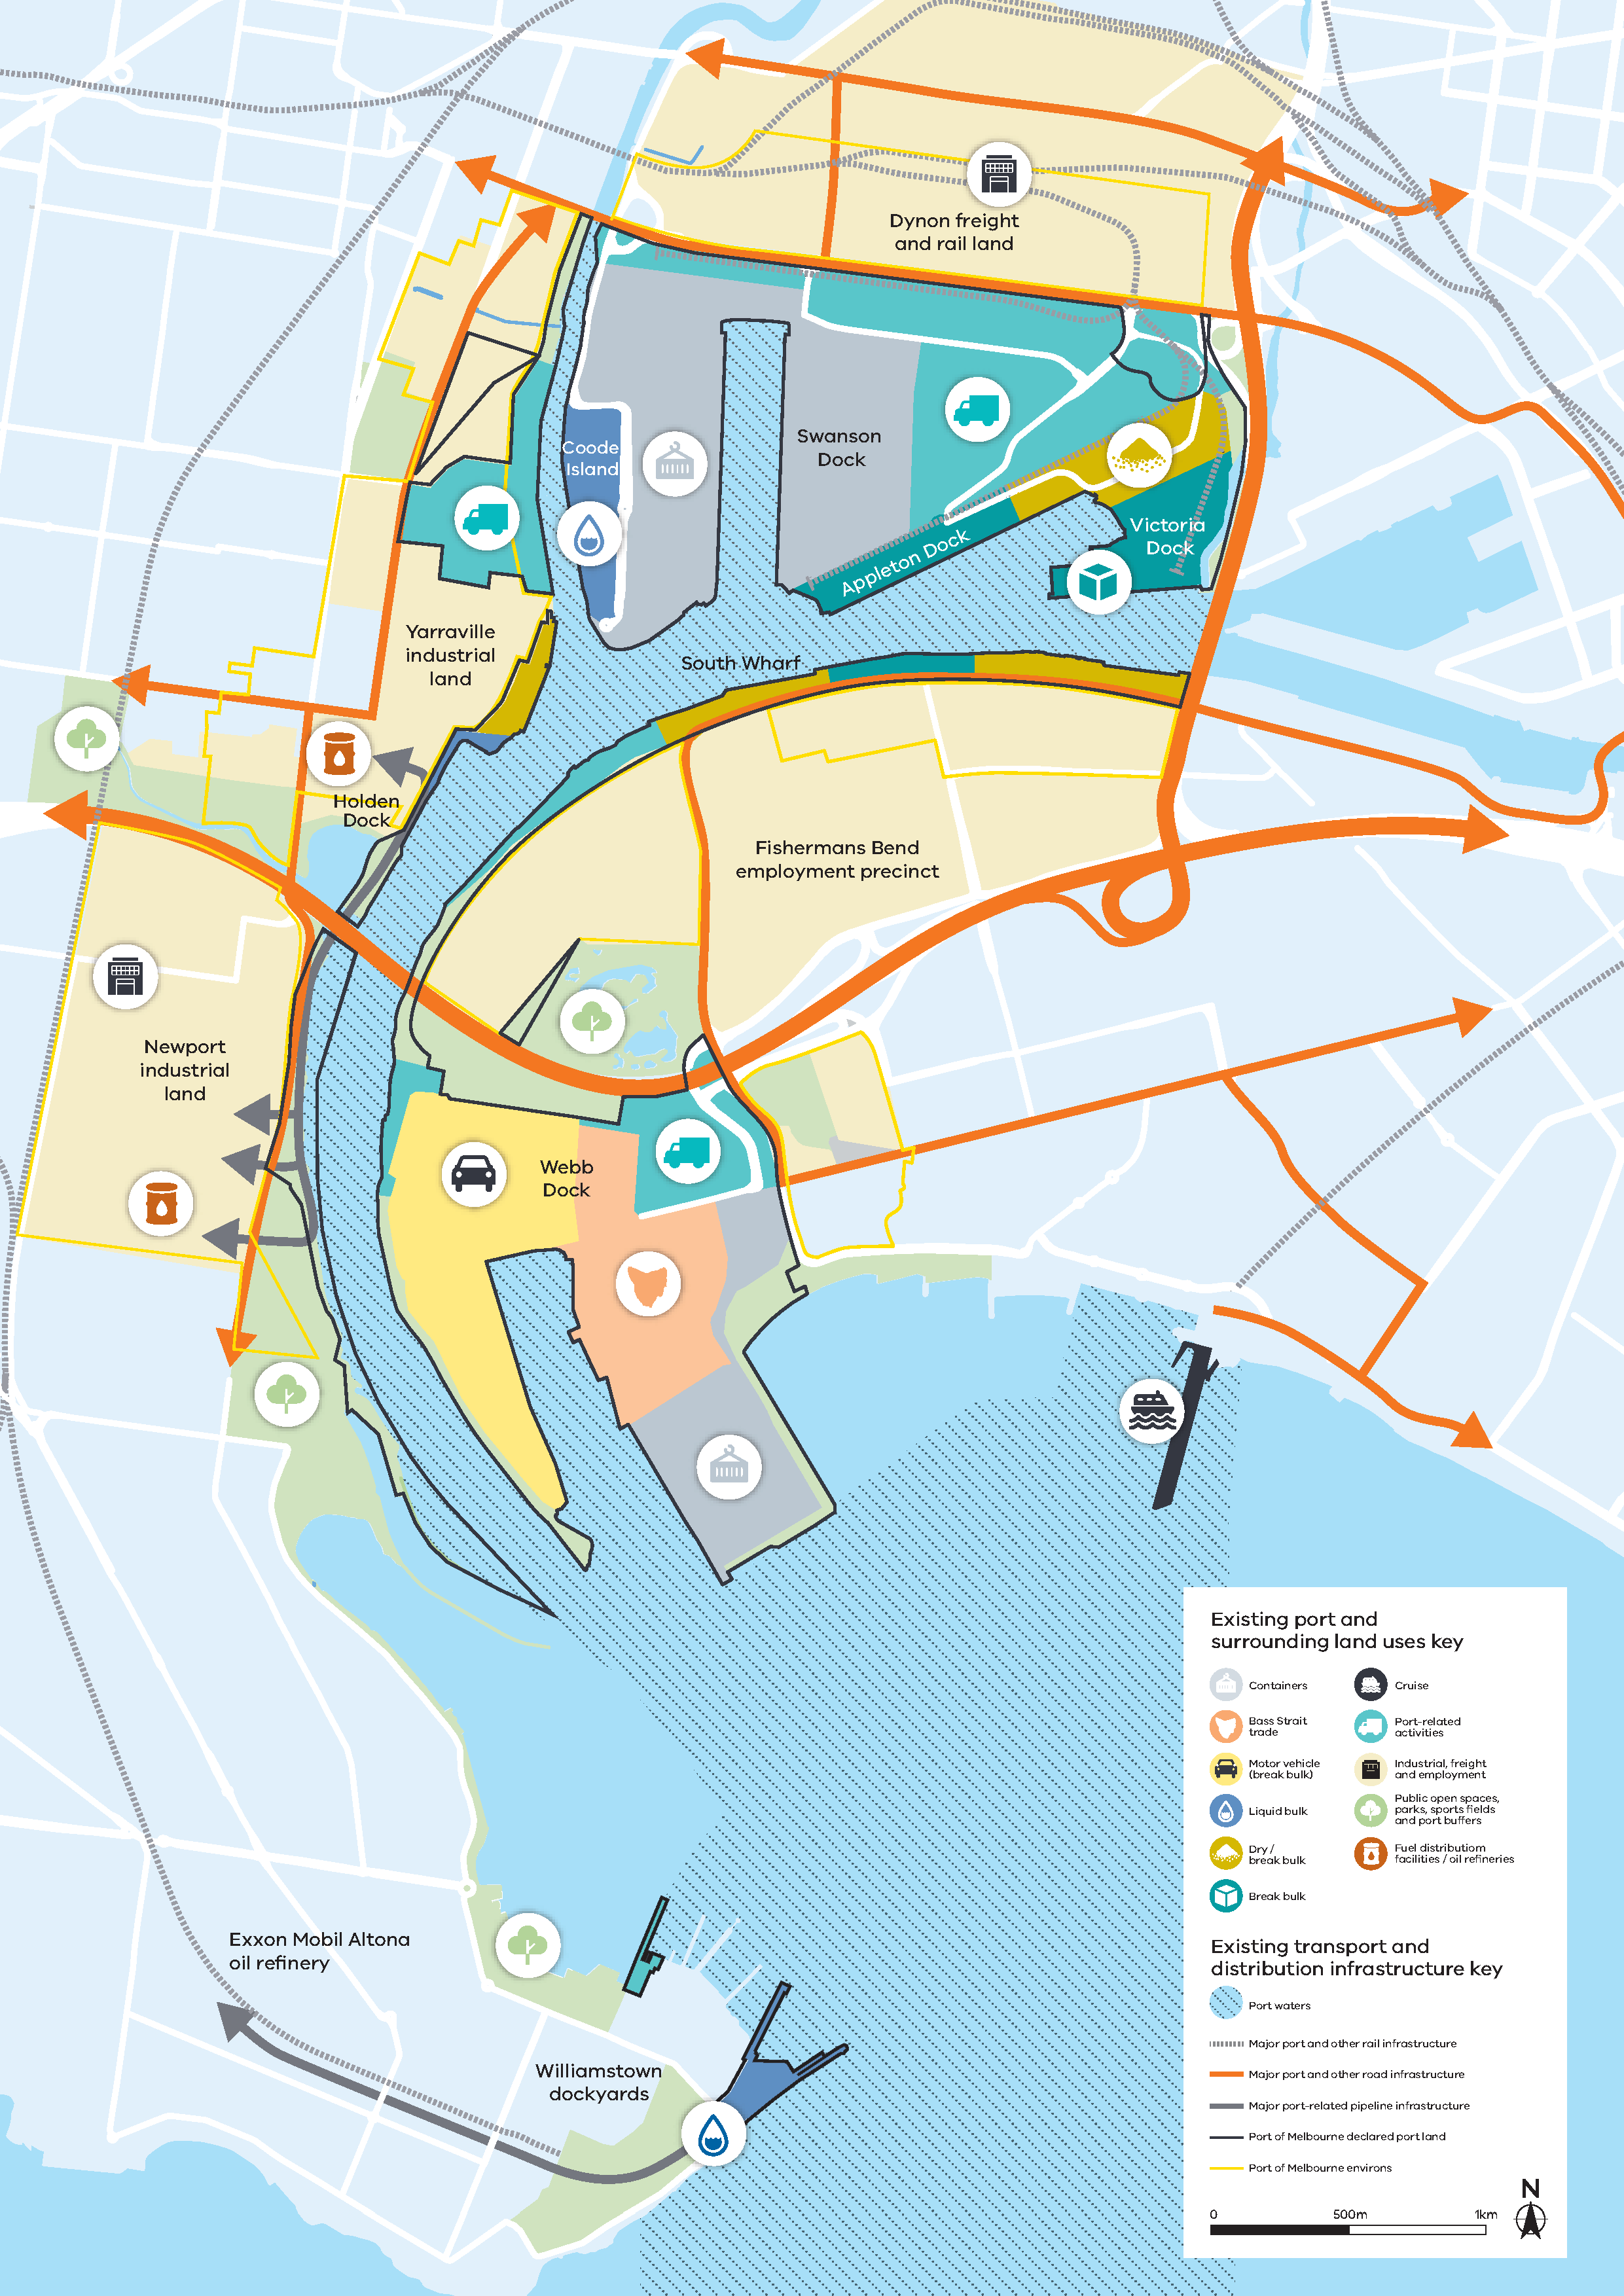 Dynon freight
and rail land
Coode
Island
Swanson
Dock
Victoria
Dock
Appleton Dock
Yarraville
industrial
land
South Wharf
Holden
Dock
Fishermans Bend
employment precinct
Newport
industrial
land
Webb
Dock
Exxon Mobil Altona
oil refinery
Williamstown
dockyards
Existing port and
surrounding land uses key
Containers
Bass Strait
trade
Motor vehicle
(break bulk)
Liquid bulk
Dry /
break bulk
Break bulk
Cruise
Port-related
activities
Industrial, freight
and employment
Public open spaces,
parks, sports fields
and port buffers
Fuel distributiom
facilities / oil refineries
Existing transport and
distribution infrastructure key
Port waters
Major port and other rail infrastructure
Major port and other road infrastructure
Major port-related pipeline infrastructure
Port of Melbourne declared port land
Port of Melbourne environs
N
0 500m 1km